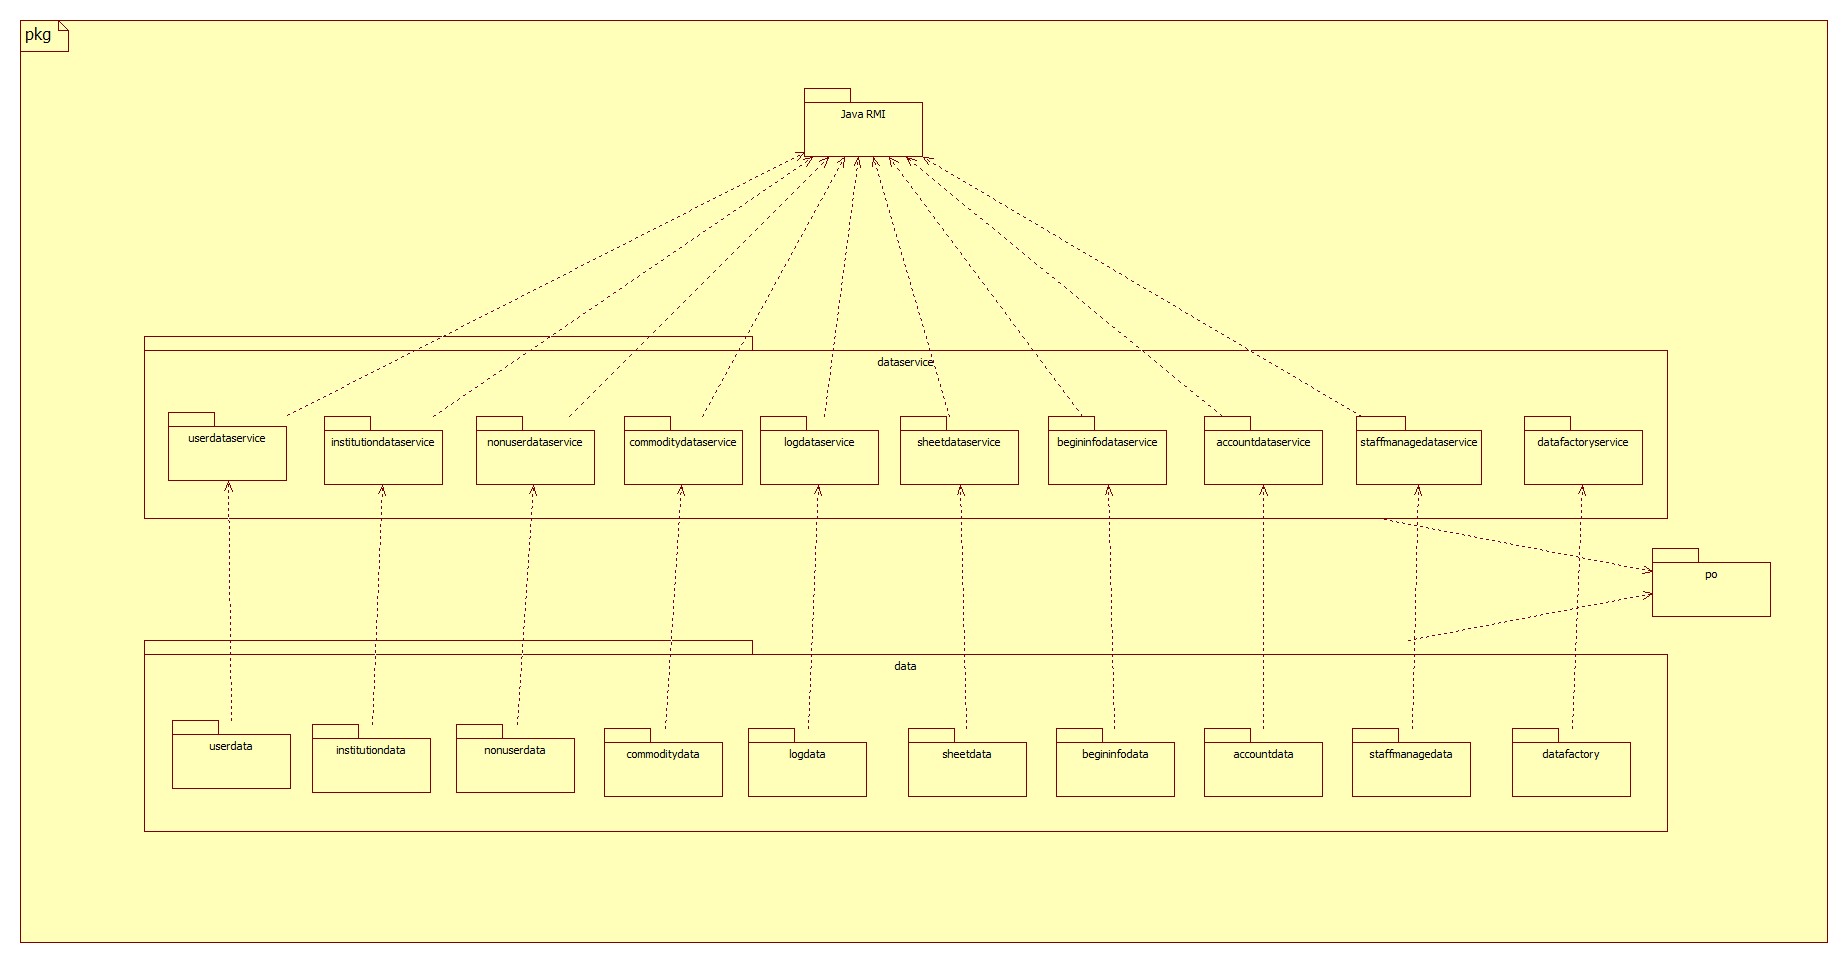 pkg
Java RMI
dataservice
userdataservice
institutiondataservice
nonuserdataservice
commoditydataservice
logdataservice
sheetdataservice
begininfodataservice
accountdataservice
staffmanagedataservice
datafactoryservice
po
data
userdata
institutiondata
nonuserdata
commoditydata
logdata
sheetdata
begininfodata
accountdata
staffmanagedata
datafactory